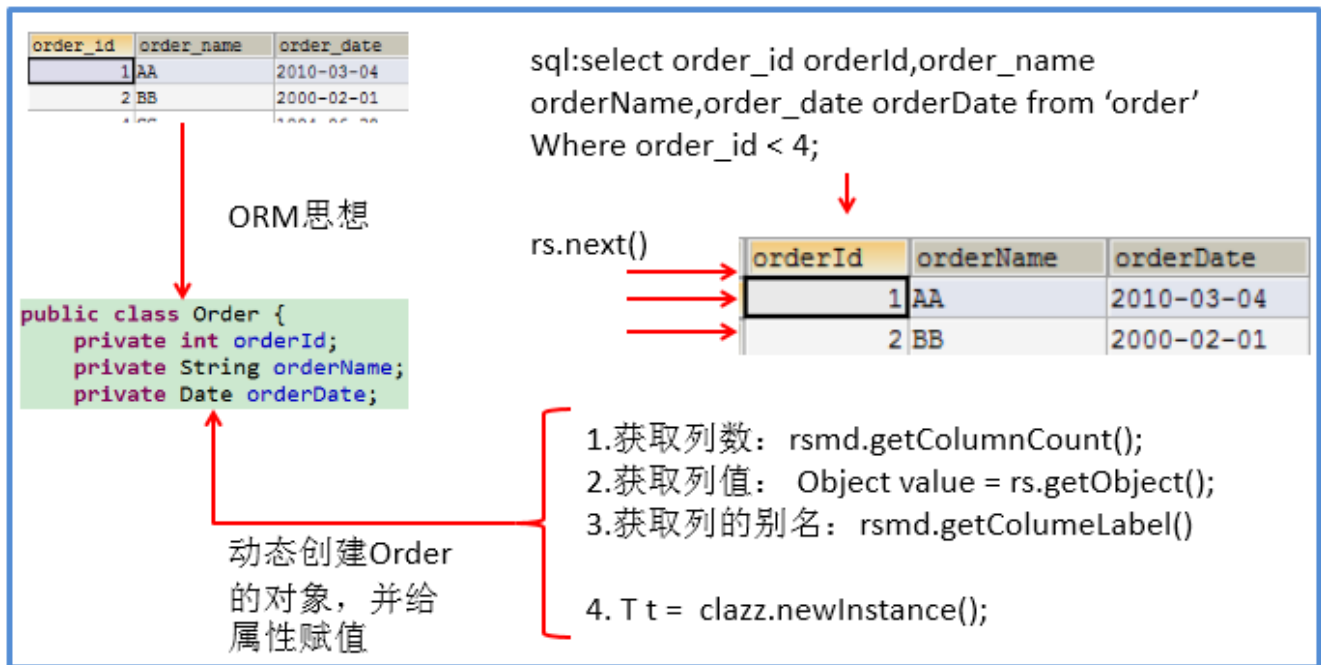 order_id order_name order_date
1 AA 2010-03-04
2 BB 2000-02-01
sql:select order_id orderId,order_name
orderName,order_date orderDate from ‘order’
Where order_id < 4;
ORM思想
rs.next()
orderId orderName orderDate
1 AA 2010-03-04
2 BB 2000-02-01
public class Order {
private int orderId;
private String orderName;
private Date orderDate;
1.获取列数：rsmd.getColumnCount();
2.获取列值： Object value = rs.getObject();
3.获取列的别名：rsmd.getColumeLabel()
4. T t = clazz.newInstance();
动态创建Order
的对象，并给
属性赋值